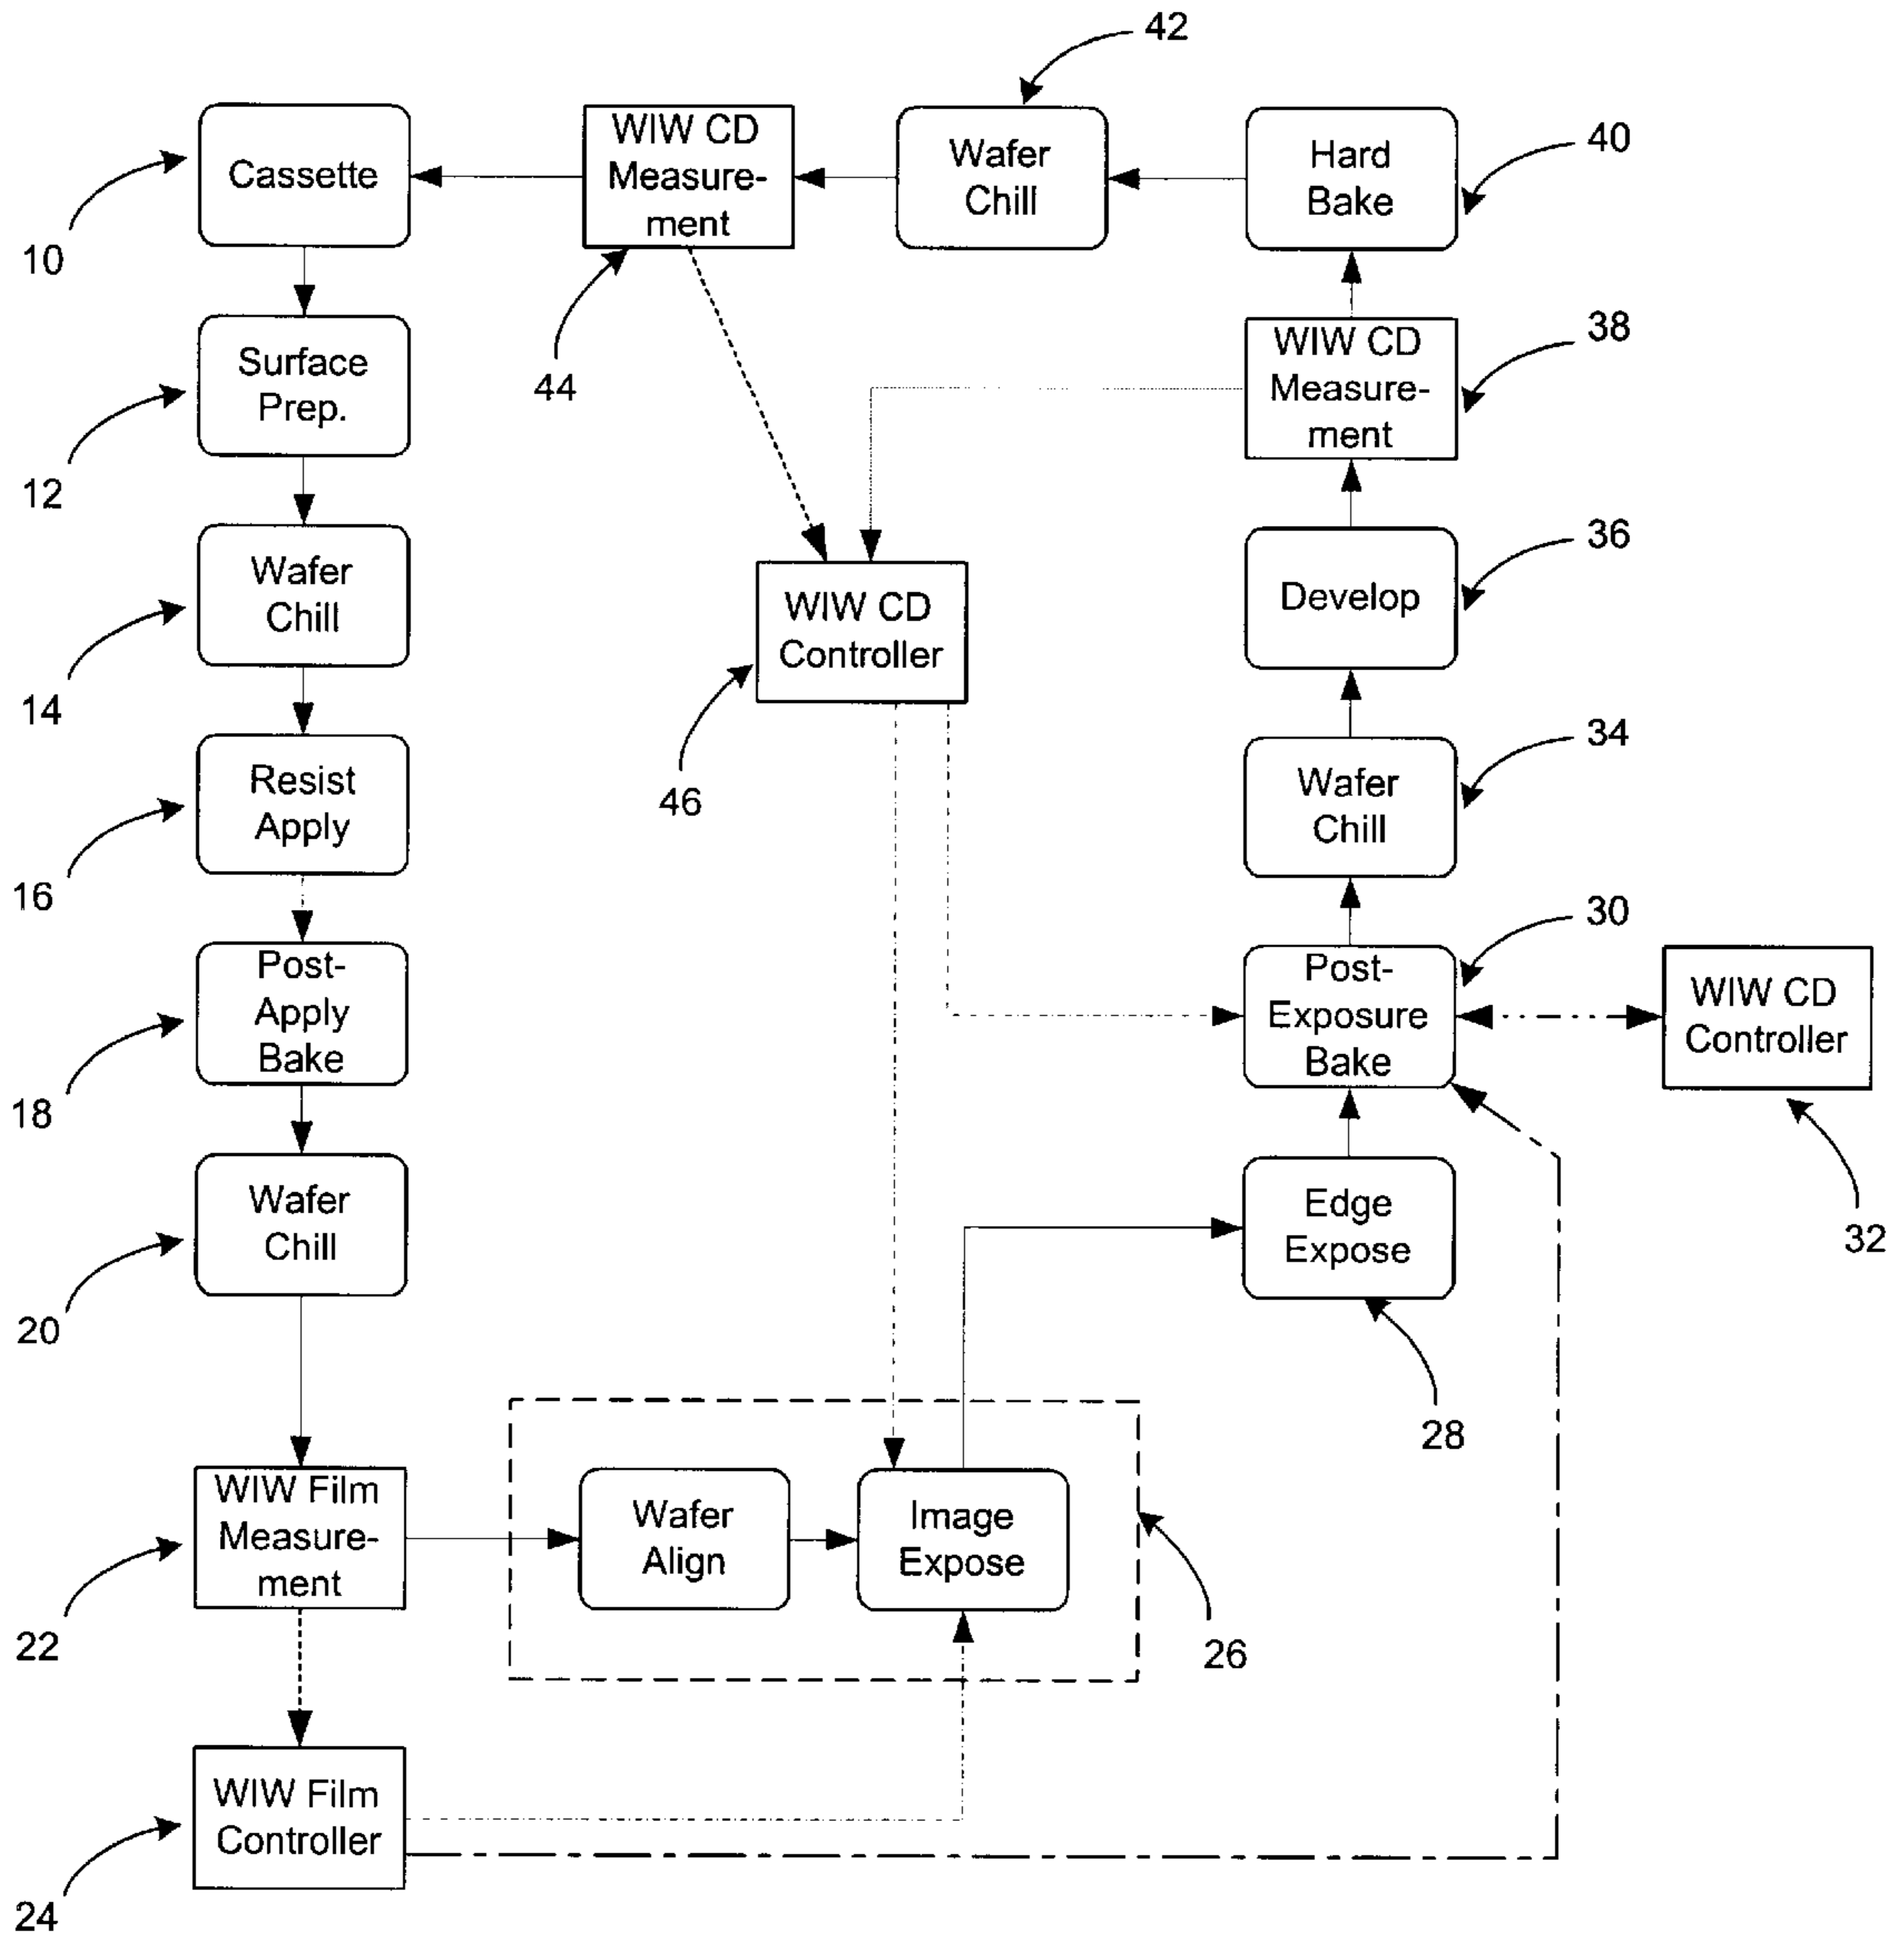 42
Cassette
10
WIW CD
Measure-
ment
44
Wafer
Chill
Hard
Bake
40
Surface
Prep.
12
WIW CD
Measure-
ment
38
Wafer
Chill
14
WIW CD
Controller
46
Develop
36
Resist
Apply
16
Wafer
Chill
34
Post-
Apply
Bake
18
Post-
Exposure
Bake
30
WIW CD
Controller
32
Wafer
Chill
20
Edge
Expose
28
WIW Film
Measure-
ment
22
Wafer
Align
Image
Expose
26
WIW Film
Controller
24